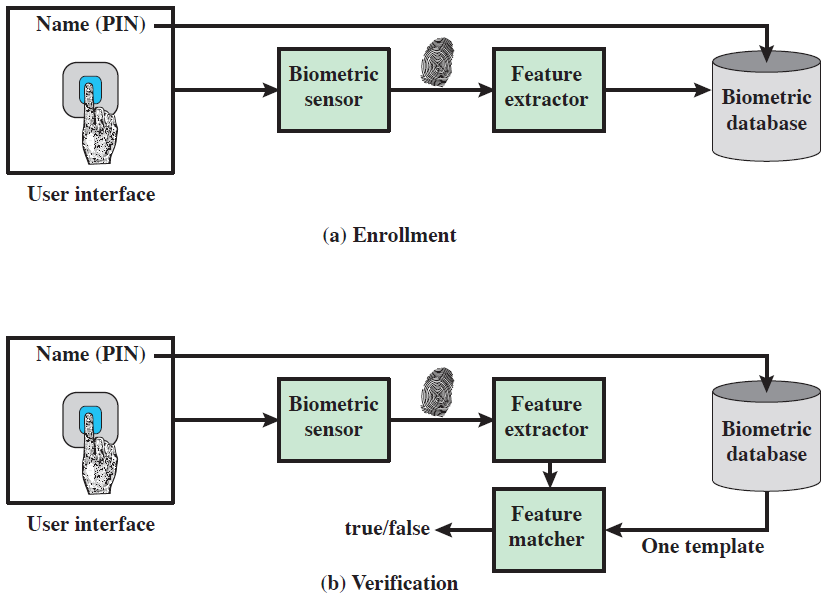 Name (PIN)
Biometric
sensor
Feature
extractor
Biometric
database
User interface
(a) Enrollment
Name (PIN)
Biometric
sensor
Feature
extractor
Biometric
database
User interface
true/false
Feature
matcher
One template
(b) Verification